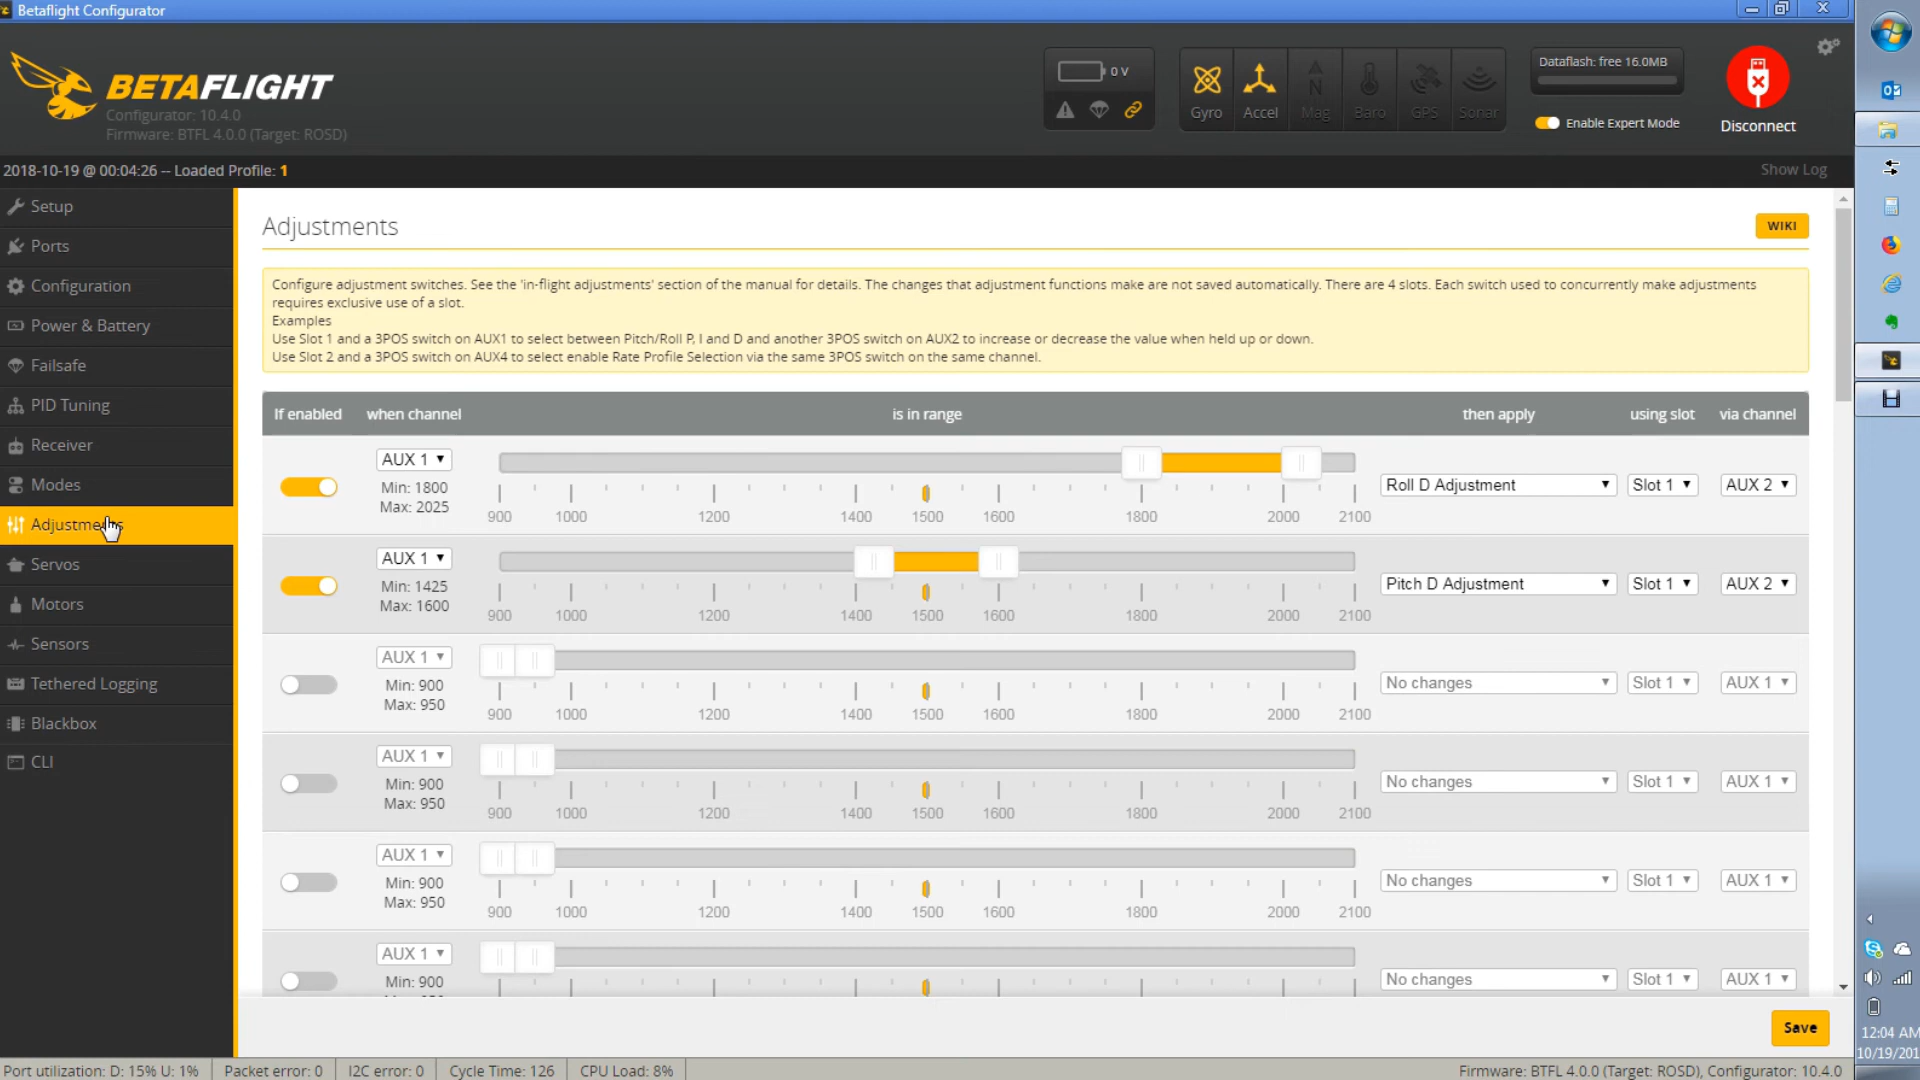 Betaflight Configurator
BETAFLIGHT
Configurator: 10.4.0
Firmware: BTFL 4.0.0 (Target: ROSD)
0 V
Gyro
Accel
Mag
Baro
GPS
Sonar
Dataflash: free 16.0MB
Enable Expert Mode
Disconnect
2018-10-19 @ 00:04:26 -- Loaded Profile: 1
Show Log
Setup
Ports
Configuration
Power & Battery
Failsafe
PID Tuning
Receiver
Modes
Adjustments
Servos
Motors
Sensors
Tethered Logging
Blackbox
CLI
Adjustments
WIKI
Configure adjustment switches. See the 'in-flight adjustments' section of the manual for details. The changes that adjustment functions make are not saved automatically. There are 4 slots. Each switch used to concurrently make adjustments
requires exclusive use of a slot.
Examples
Use Slot 1 and a 3POS switch on AUX1 to select between Pitch/Roll P, I and D and another 3POS switch on AUX2 to increase or decrease the value when held up or down.
Use Slot 2 and a 3POS switch on AUX4 to select enable Rate Profile Selection via the same 3POS switch on the same channel.
If enabled when channel is in range then apply using slot via channel
AUX 1
Min: 1800
Max: 2025
900 1000 1200 1400 1500 1600 1800 2000 2100
Roll D Adjustment Slot 1 AUX 2
AUX 1
Min: 1425
Max: 1600
900 1000 1200 1400 1500 1600 1800 2000 2100
Pitch D Adjustment Slot 1 AUX 2
AUX 1
Min: 900
Max: 950
900 1000 1200 1400 1500 1600 1800 2000 2100
No changes Slot 1 AUX 1
AUX 1
Min: 900
Max: 950
900 1000 1200 1400 1500 1600 1800 2000 2100
No changes Slot 1 AUX 1
AUX 1
Min: 900
Max: 950
900 1000 1200 1400 1500 1600 1800 2000 2100
No changes Slot 1 AUX 1
AUX 1
Min: 900
No changes Slot 1 AUX 1
Save
12:04 AM
10/19/201
Port utilization: D: 15% U: 1% Packet error: 0 I2C error: 0 Cycle Time: 126 CPU Load: 8% Firmware: BTFL 4.0.0 (Target: ROSD), Configurator: 10.4.0